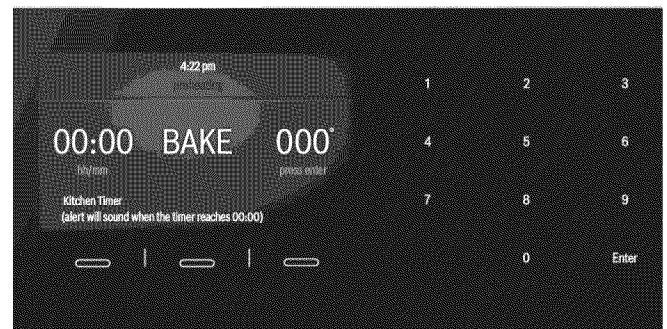 4:22 pm
preheating
1 2 3
00:00 BAKE 000°
hh/mm press enter
4 5 6
Kitchen Timer
(alert will sound when the timer reaches 00:00)
7 8 9
0 Enter